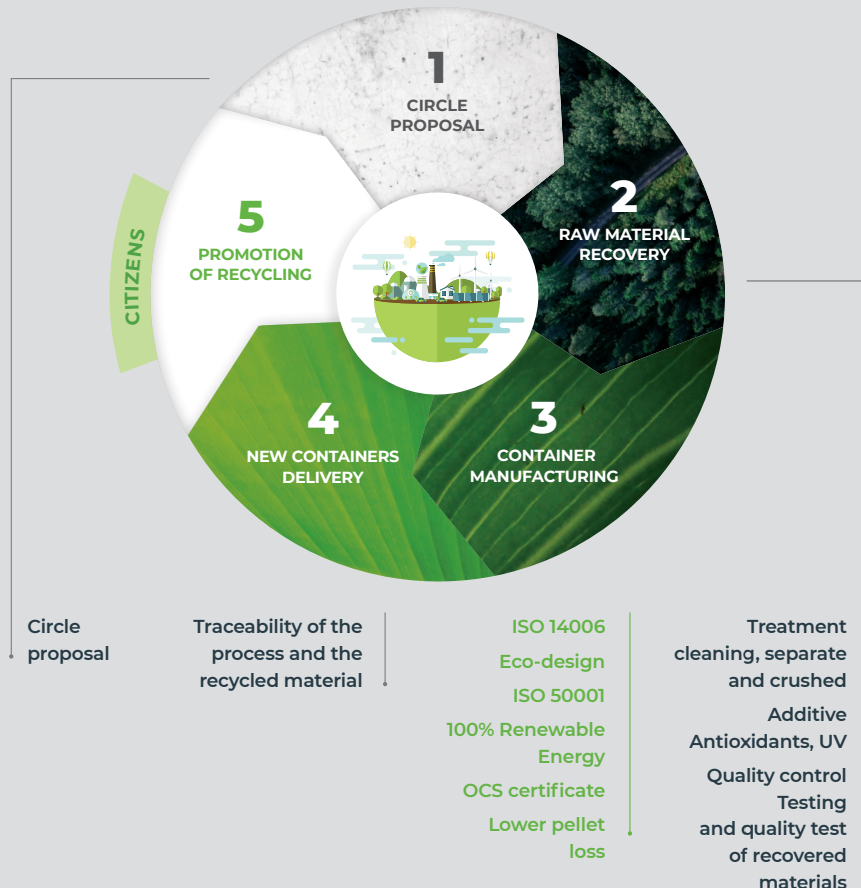 1
CIRCLE
PROPOSAL
2
RAW MATERIAL
RECOVERY
3
CONTAINER
MANUFACTURING
4
NEW CONTAINERS
DELIVERY
5
PROMOTION
OF RECYCLING
CITIZENS
Circle
proposal
Traceability of the
process and the
recycled material
ISO 14006
Eco-design
ISO 50001
100% Renewable
Energy
OCS certificate
Lower pellet
loss
Treatment
cleaning, separate
and crushed
Additive
Antioxidants, UV
Quality control
Testing
and quality test
of recovered
materials